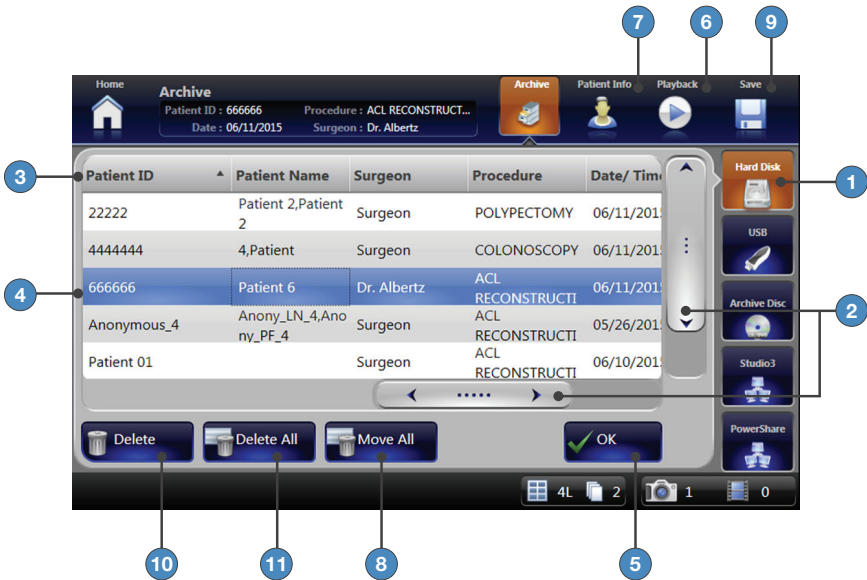 7
6
9
Home
Archive
Archive
Patient Info
Playback
Save
Patient ID : 666666 Procedure : ACL RECONSTRUCT...
Date : 06/11/2015 Surgeon : Dr. Albertz
3
Patient ID Patient Name Surgeon Procedure Date/ Time
Hard Disk
1
22222 Patient 2,Patient 2 Surgeon POLYPECTOMY 06/11/201
USB
4444444 4,Patient Surgeon COLONOSCOPY 06/11/201
4
666666 Patient 6 Dr. Albertz ACL RECONSTRUCTI 06/11/201
Archive Disc
2
Anonymous_4 Anony_LN_4,Anony_PF_4 Surgeon ACL RECONSTRUCTI 05/26/201
Patient 01 Surgeon ACL RECONSTRUCTI 06/10/201
Studio3
PowerShare
Delete
Delete All
Move All
OK
4L 2 1 0
10
11
8
5